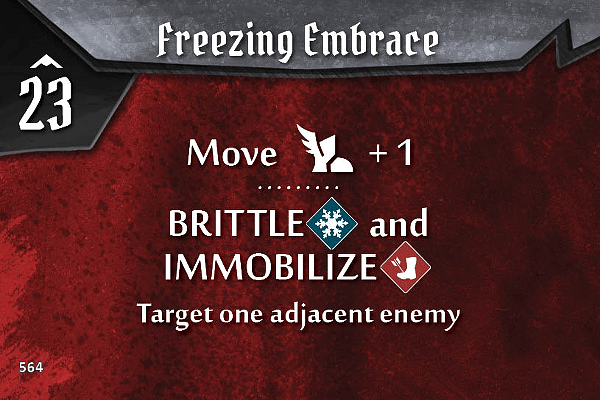 Freezing Embrace
23
Move + 1
BRITTLE and
IMMOBILIZE
Target one adjacent enemy
564